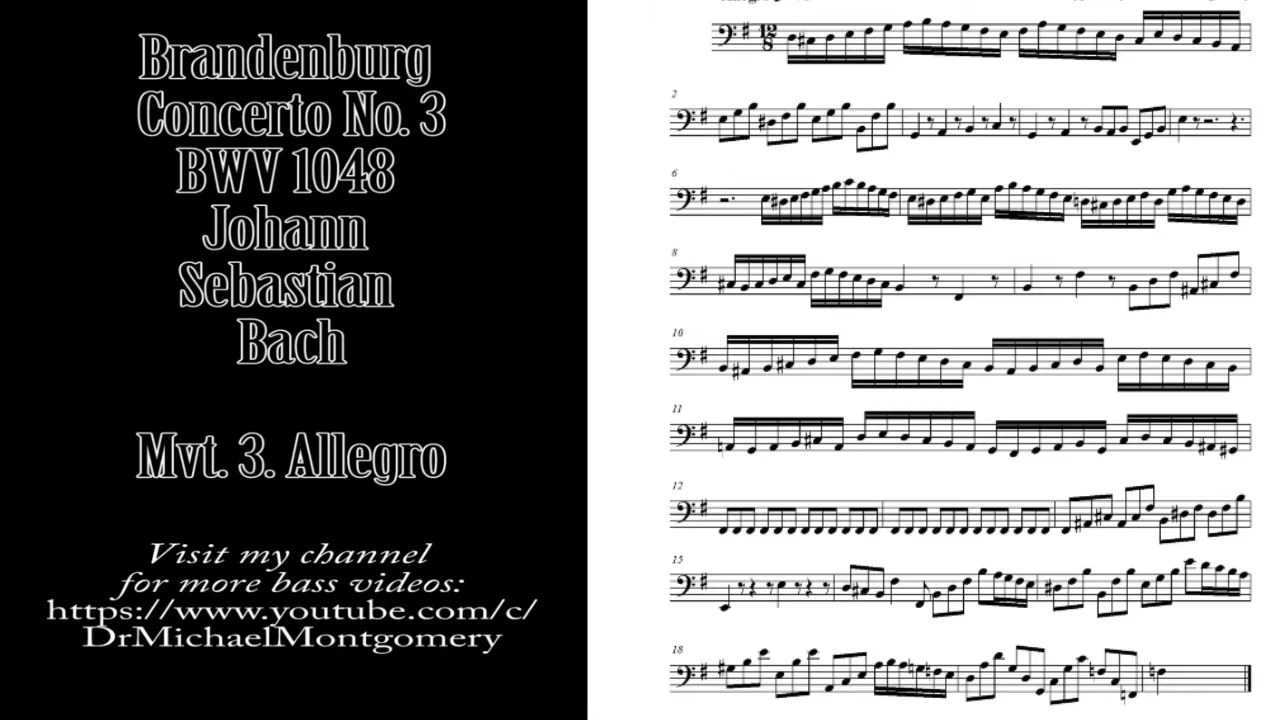 Brandenburg
Concerto No. 3
BWV 1048
Johann
Sebastian
Bach
Mvt. 3. Allegro
Visit my channel
for more bass videos:
https://www.youtube.com/c/
DrMichaelMontgomery
12
8
2
6
8
10
11
12
15
18